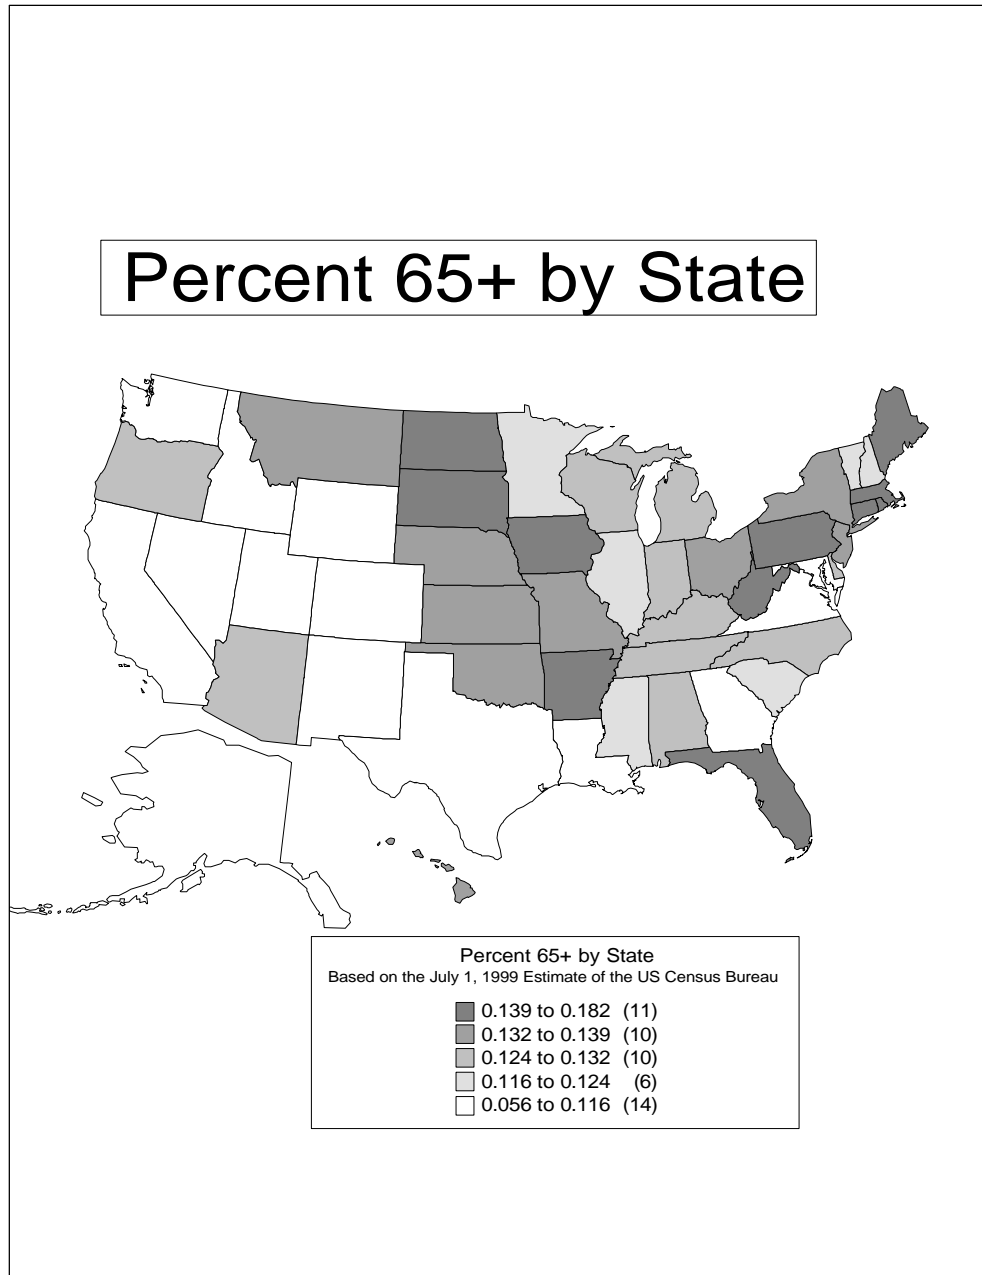 Percent 65+ by State
Percent 65+ by State
Based on the July 1, 1999 Estimate of the US Census Bureau
0.139 to 0.182 (11)
0.132 to 0.139 (10)
0.124 to 0.132 (10)
0.116 to 0.124 (6)
0.056 to 0.116 (14)